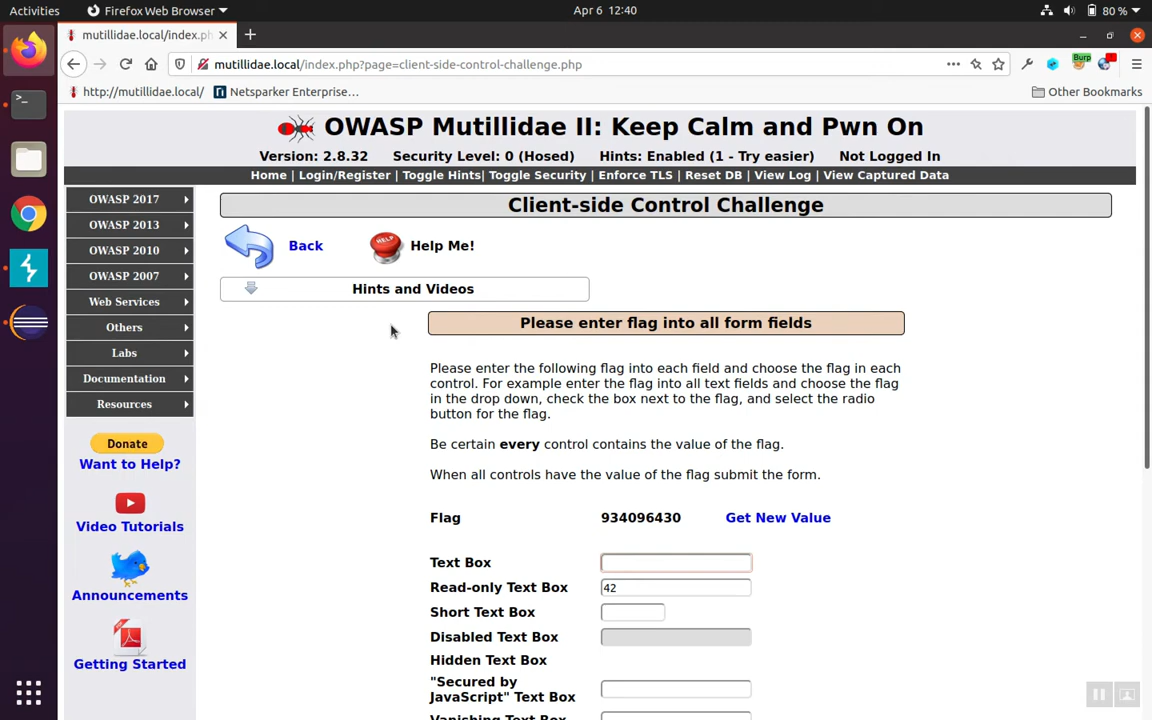 Activities Firefox Web Browser Apr 6 12:40 80 %
mutillidae.local/index.ph
mutillidae.local/index.php?page=client-side-control-challenge.php Burp
http://mutillidae.local/ Netsparker Enterprise… Other Bookmarks
OWASP Mutillidae II: Keep Calm and Pwn On
Version: 2.8.32 Security Level: 0 (Hosed) Hints: Enabled (1 - Try easier) Not Logged In
Home | Login/Register | Toggle Hints| Toggle Security | Enforce TLS | Reset DB | View Log | View Captured Data
OWASP 2017
OWASP 2013
OWASP 2010
OWASP 2007
Web Services
Others
Labs
Documentation
Resources
Donate
Want to Help?
Video Tutorials
Announcements
Getting Started
Client-side Control Challenge
Back HELP Help Me!
Hints and Videos
Please enter flag into all form fields
Please enter the following flag into each field and choose the flag in each
control. For example enter the flag into all text fields and choose the flag
in the drop down, check the box next to the flag, and select the radio
button for the flag.
Be certain every control contains the value of the flag.
When all controls have the value of the flag submit the form.
Flag 934096430 Get New Value
Text Box
Read-only Text Box 42
Short Text Box
Disabled Text Box
Hidden Text Box
"Secured by
JavaScript" Text Box
Vanishing Text Box